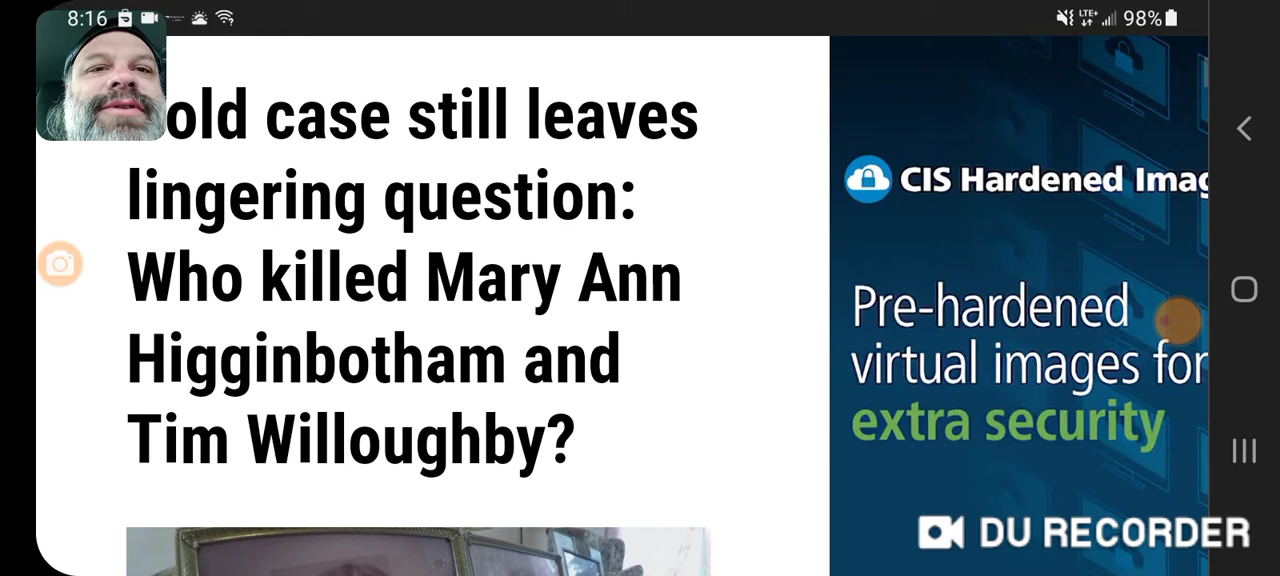 8:16
LTE+
98%
old case still leaves
lingering question:
Who killed Mary Ann
Higginbotham and
Tim Willoughby?
CIS Hardened Imag
Pre-hardened
virtual images for
extra security
DU RECORDER